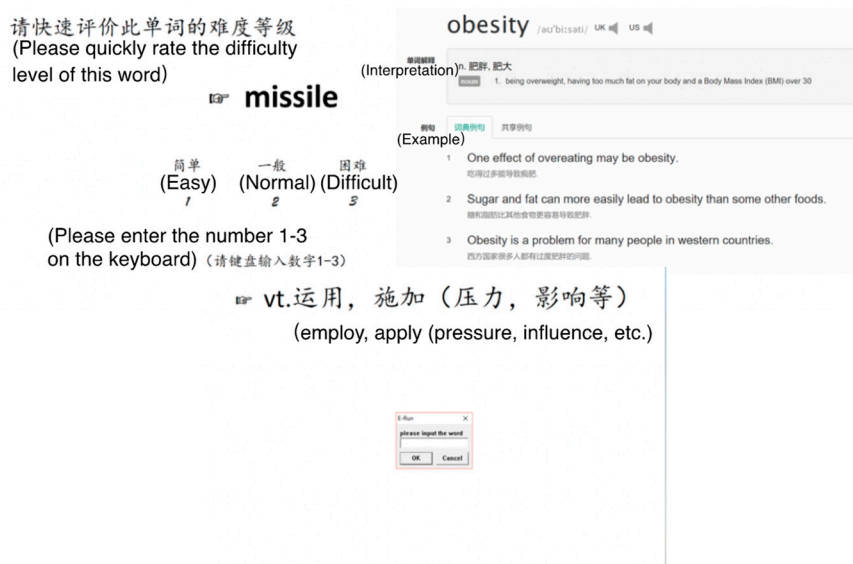 请快速评价此单词的难度等级
(Please quickly rate the difficulty
level of this word)
☞ missile
简单 一般 困难
(Easy) (Normal) (Difficult)
1 2 3
(Please enter the number 1-3
on the keyboard) (请键盘输入数字1-3)
obesity /əu'bi:səti/ UK US
单词解释
(Interpretation) n. 肥胖, 肥大
noun 1. being overweight, having too much fat on your body and a Body Mass Index (BMI) over 30
例句 词典例句 共享例句
(Example)
1 One effect of overeating may be obesity.
吃得过多能导致痴肥.
2 Sugar and fat can more easily lead to obesity than some other foods.
糖和脂肪比其他食物更容易导致肥胖.
3 Obesity is a problem for many people in western countries.
西方国家很多人都有过度肥胖的问题.
☞ vt.运用，施加（压力，影响等）
(employ, apply (pressure, influence, etc.)
E-Run
please input the word
OK Cancel